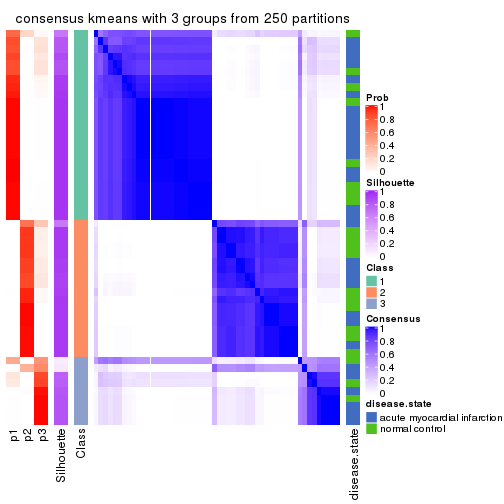 consensus kmeans with 3 groups from 250 partitions
Prob
1
0.8
0.6
0.4
0.2
0
Silhouette
1
0.8
0.6
0.4
0.2
0
Class
1
2
3
Consensus
1
0.8
0.6
0.4
0.2
0
disease.state
acute myocardial infarction
normal control
p1
p2
p3
Silhouette
Class
disease.state